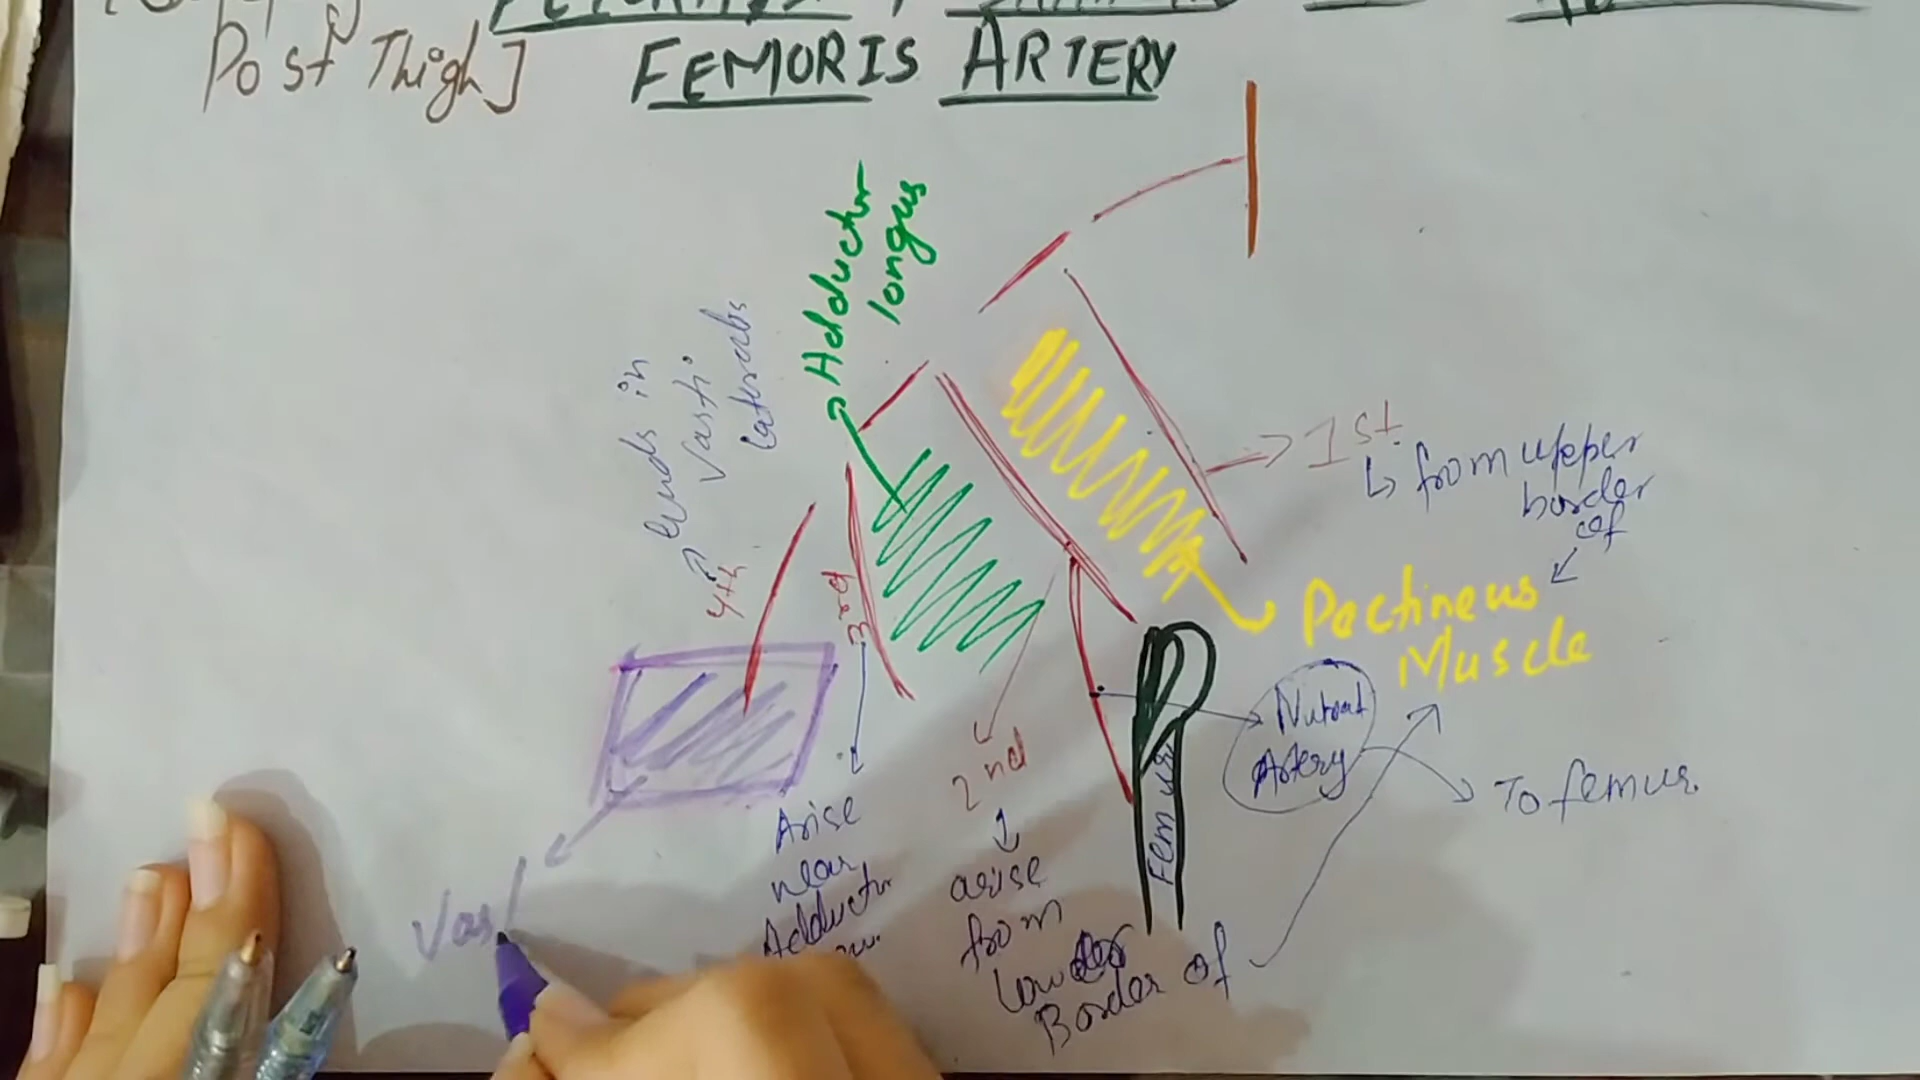 Post Thigh]
FEMORIS ARTERY
Adductor
longus
ends in
vasti
lateralis
4th
3rd
1st
from upper
border
of
Pectineus
Muscle
Nutrient
Artery
To femur
Femur
2nd
arise
from
Lower
Border of
Arise
near
Adductor
Vas